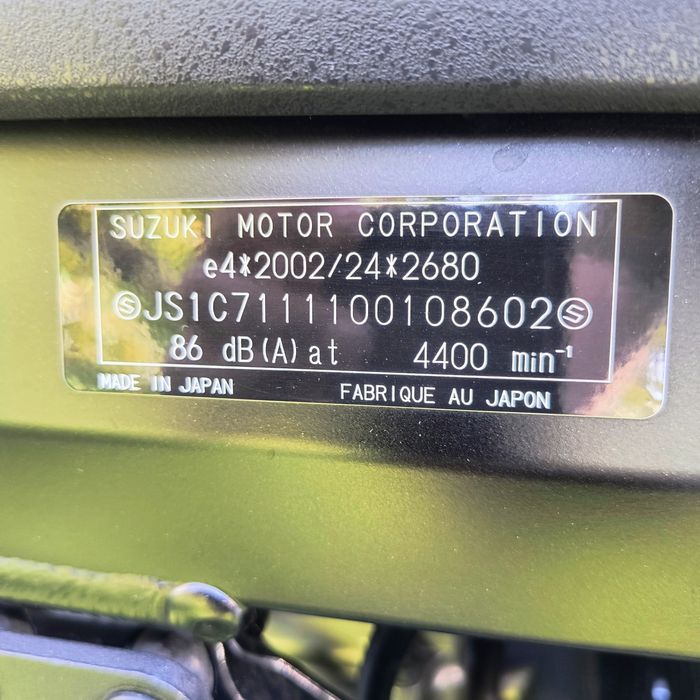 SUZUKI MOTOR CORPORATION
e4*2002/24*2680
JS1C7111100108602
86 dB(A) at 4400 min⁻¹
MADE IN JAPAN FABRIQUE AU JAPON